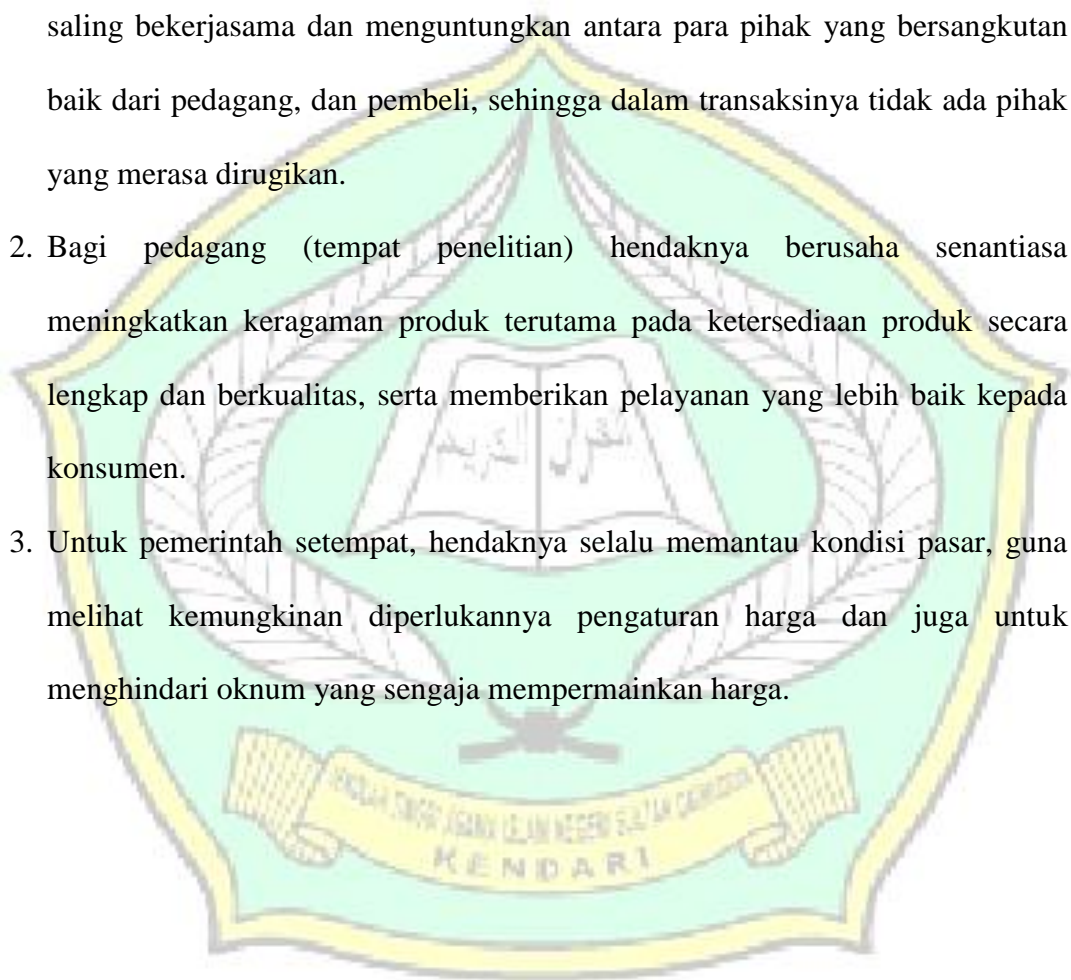 saling bekerjasama dan menguntungkan antara para pihak yang bersangkutan
baik dari pedagang, dan pembeli, sehingga dalam transaksinya tidak ada pihak
yang merasa dirugikan.
2. Bagi pedagang (tempat penelitian) hendaknya berusaha senantiasa
meningkatkan keragaman produk terutama pada ketersediaan produk secara
lengkap dan berkualitas, serta memberikan pelayanan yang lebih baik kepada
konsumen.
3. Untuk pemerintah setempat, hendaknya selalu memantau kondisi pasar, guna
melihat kemungkinan diperlukannya pengaturan harga dan juga untuk
menghindari oknum yang sengaja mempermainkan harga.
KENDARI